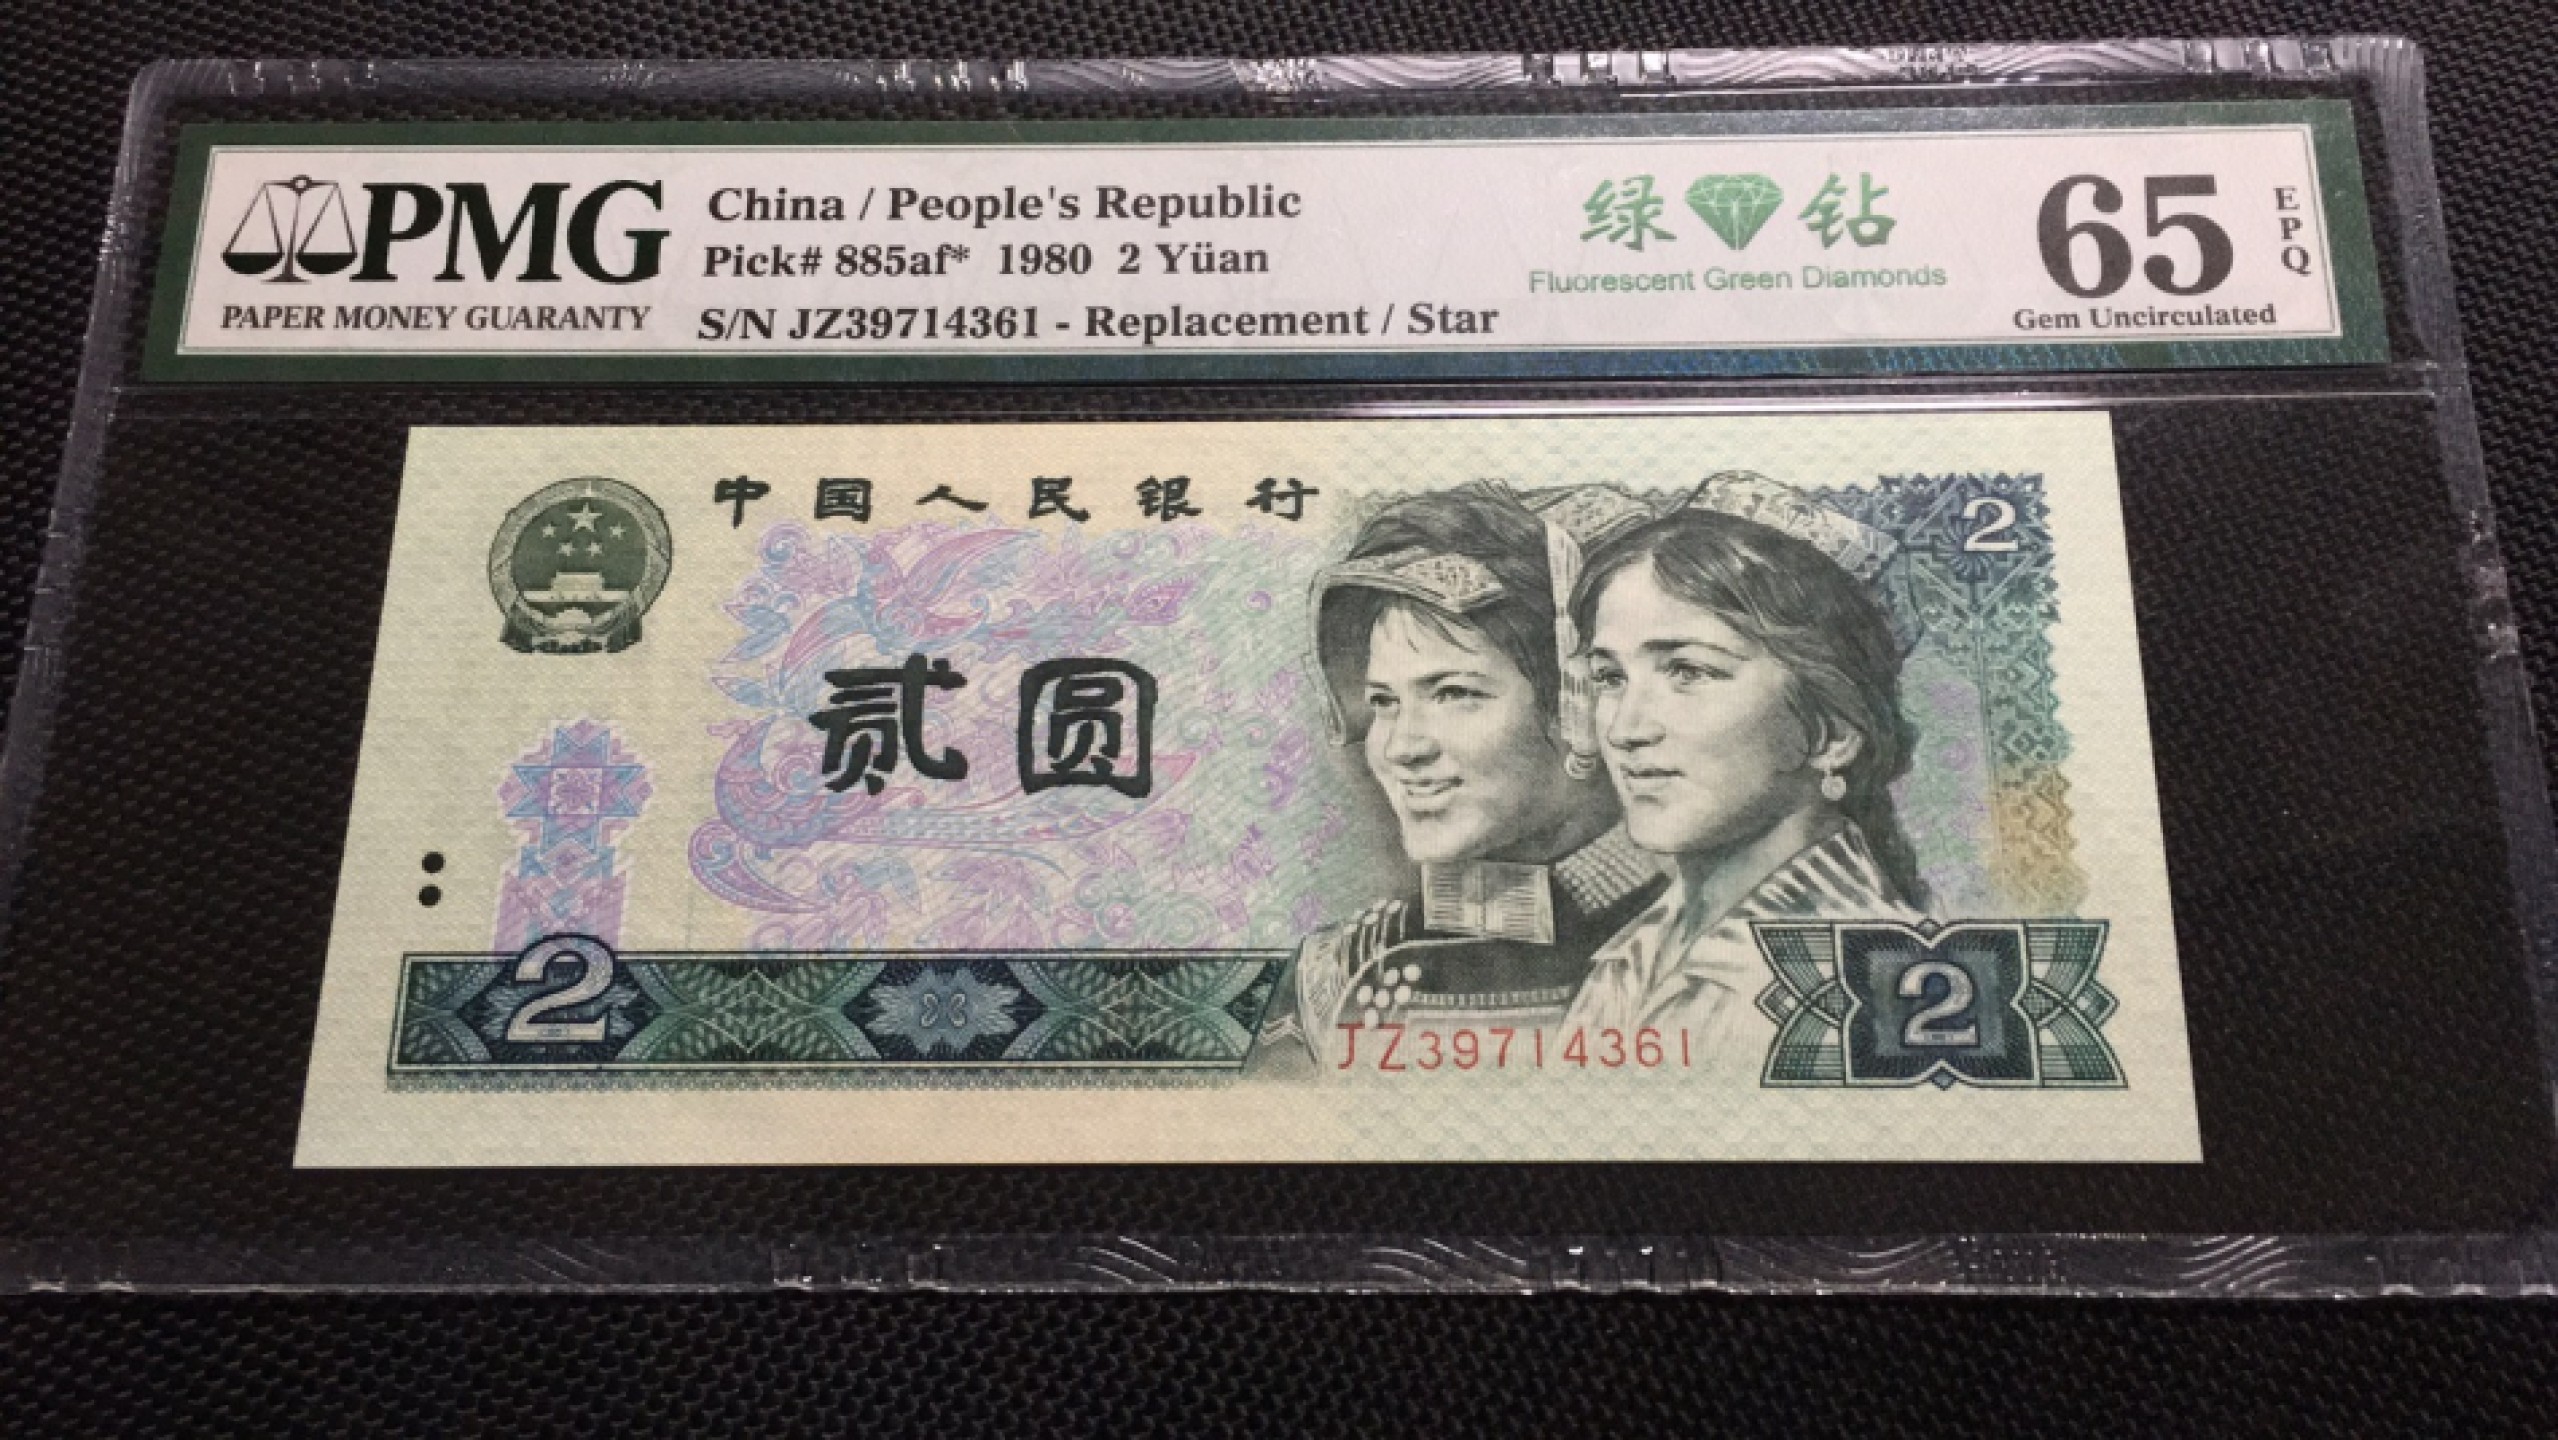 PMG
PAPER MONEY GUARANTY
China / People's Republic
Pick# 885af* 1980 2 Yüan
S/N JZ39714361 - Replacement / Star
绿 钻
Fluorescent Green Diamonds
65
EPQ
Gem Uncirculated
中国人民银行
2
贰圆
2
JZ39714361
2